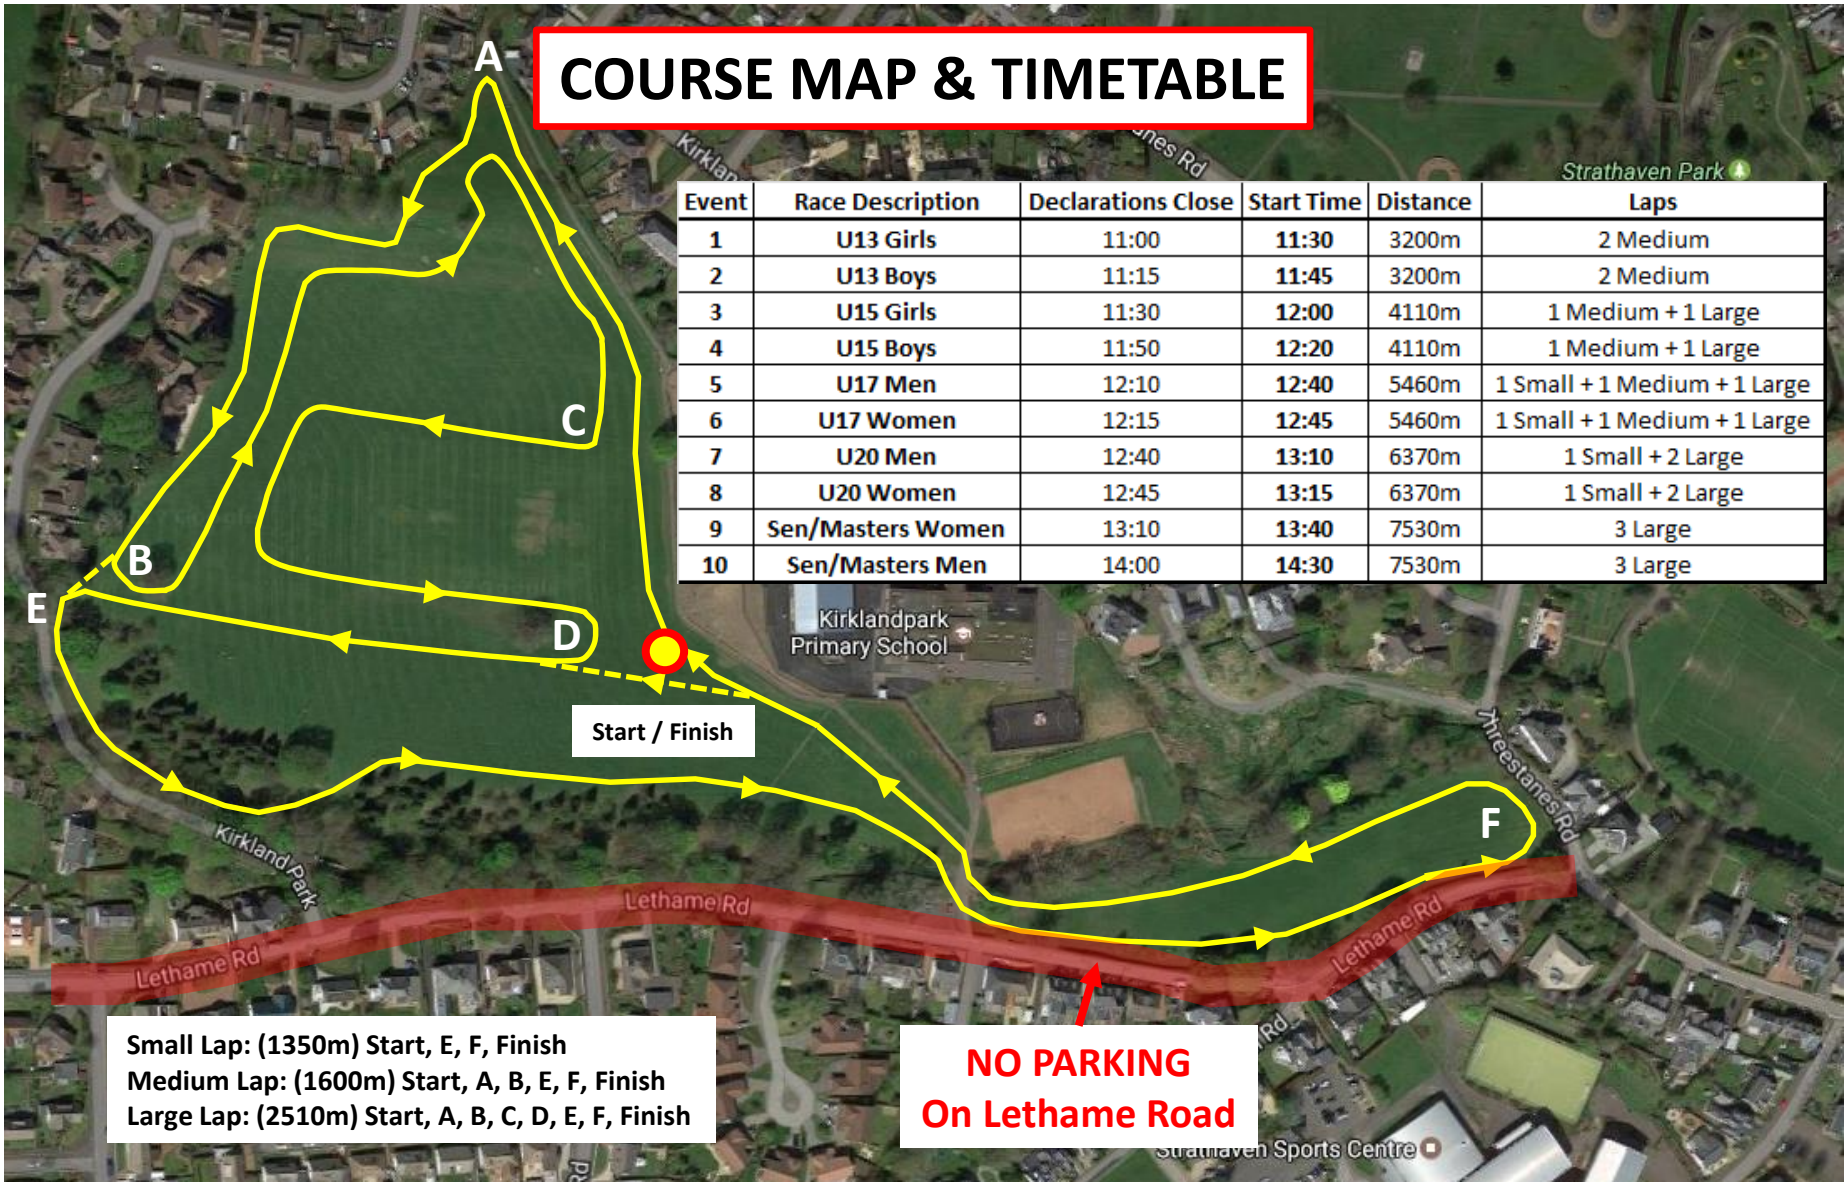 COURSE MAP & TIMETABLE
A
Kirklan
anes Rd
Strathaven Park
Event Race Description Declarations Close Start Time Distance Laps
1 U13 Girls 11:00 11:30 3200m 2 Medium
2 U13 Boys 11:15 11:45 3200m 2 Medium
3 U15 Girls 11:30 12:00 4110m 1 Medium + 1 Large
4 U15 Boys 11:50 12:20 4110m 1 Medium + 1 Large
5 U17 Men 12:10 12:40 5460m 1 Small + 1 Medium + 1 Large
6 U17 Women 12:15 12:45 5460m 1 Small + 1 Medium + 1 Large
7 U20 Men 12:40 13:10 6370m 1 Small + 2 Large
8 U20 Women 12:45 13:15 6370m 1 Small + 2 Large
9 Sen/Masters Women 13:10 13:40 7530m 3 Large
10 Sen/Masters Men 14:00 14:30 7530m 3 Large
C
B
E
D
Kirklandpark
Primary School
Start / Finish
Threestanes Rd
F
Kirkland Park
Lethame Rd
Lethame Rd
Lethame Rd
Rd
Small Lap: (1350m) Start, E, F, Finish
Medium Lap: (1600m) Start, A, B, E, F, Finish
Large Lap: (2510m) Start, A, B, C, D, E, F, Finish
NO PARKING
On Lethame Road
Strathaven Sports Centre
Rd